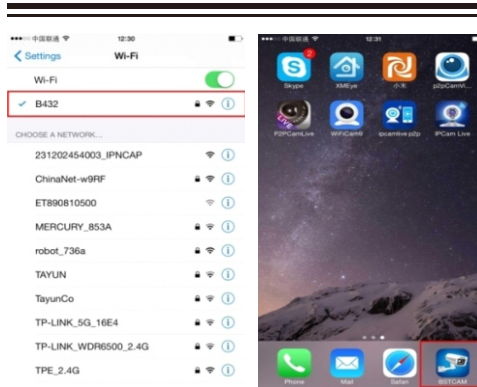 中国联通 12:30
Settings Wi-Fi
Wi-Fi
B432
CHOOSE A NETWORK...
231202454003_IPNCAP
ChinaNet-w9RF
ET890810500
MERCURY_853A
robot_736a
TAYUN
TayunCo
TP-LINK_5G_16E4
TP-LINK_WDR6500_2.4G
TPE_2.4G
中国联通 12:31
2
Skype XMEye 小米 p2pCamVi...
P2PCamLive WiFiCam9 ipcamlive p2p IPCam Live
Phone Mail Safari BSTCAM